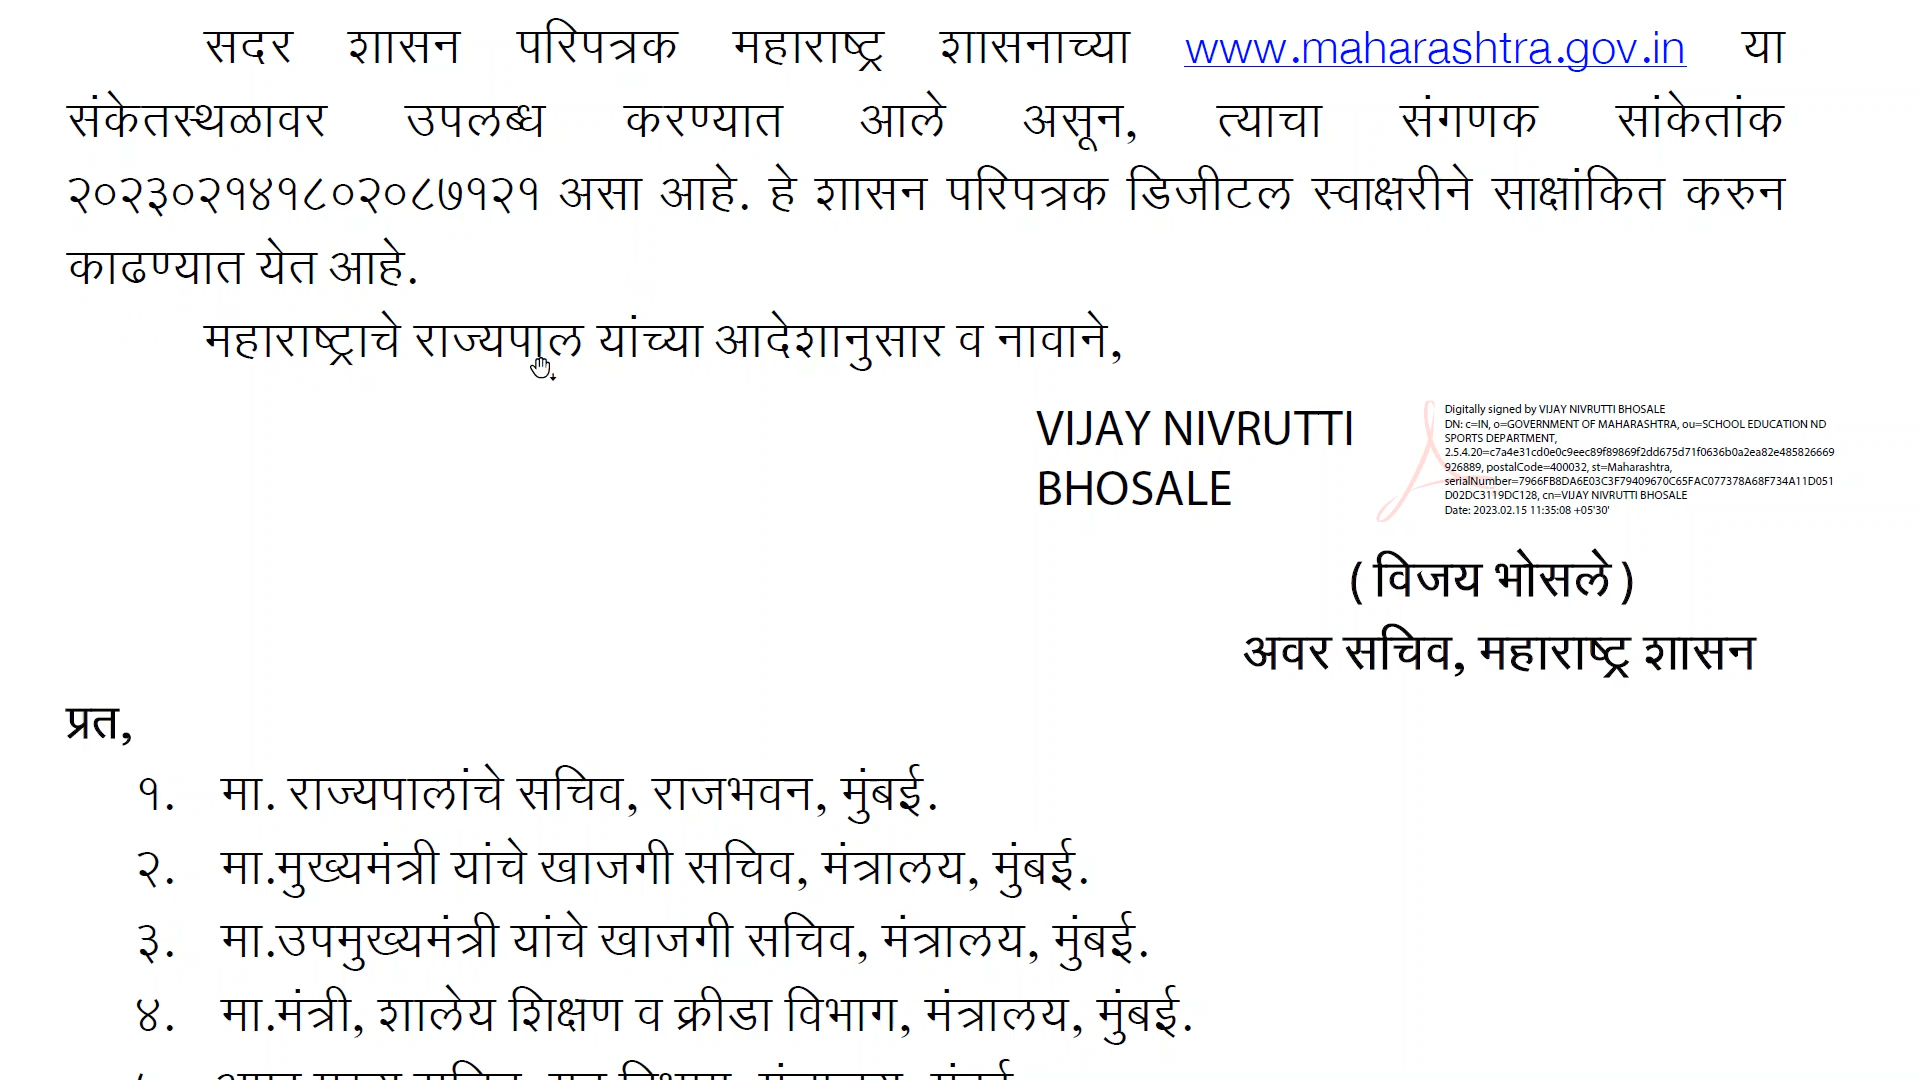 सदर शासन परिपत्रक महाराष्ट्र शासनाच्या www.maharashtra.gov.in या
संकेतस्थळावर उपलब्ध करण्यात आले असून, त्याचा संगणक सांकेतांक
२०२३०२१४१८०२०८७१२१ असा आहे. हे शासन परिपत्रक डिजीटल स्वाक्षरीने साक्षांकित करुन
काढण्यात येत आहे.
महाराष्ट्राचे राज्यपाल यांच्या आदेशानुसार व नावाने,
VIJAY NIVRUTTI
BHOSALE
Digitally signed by VIJAY NIVRUTTI BHOSALE
DN: c=IN, o=GOVERNMENT OF MAHARASHTRA, ou=SCHOOL EDUCATION ND
SPORTS DEPARTMENT,
2.5.4.20=c7a4e31cd0e0c9eec89f89869f2dd675d71f0636b0a2ea82e485826669
926889, postalCode=400032, st=Maharashtra,
serialNumber=7966FB8DA6E03C3F79409670C65FAC077378A68F734A11D051
D02DC3119DC128, cn=VIJAY NIVRUTTI BHOSALE
Date: 2023.02.15 11:35:08 +05'30'
( विजय भोसले )
अवर सचिव, महाराष्ट्र शासन
प्रत,
१. मा. राज्यपालांचे सचिव, राजभवन, मुंबई.
२. मा.मुख्यमंत्री यांचे खाजगी सचिव, मंत्रालय, मुंबई.
३. मा.उपमुख्यमंत्री यांचे खाजगी सचिव, मंत्रालय, मुंबई.
४. मा.मंत्री, शालेय शिक्षण व क्रीडा विभाग, मंत्रालय, मुंबई.